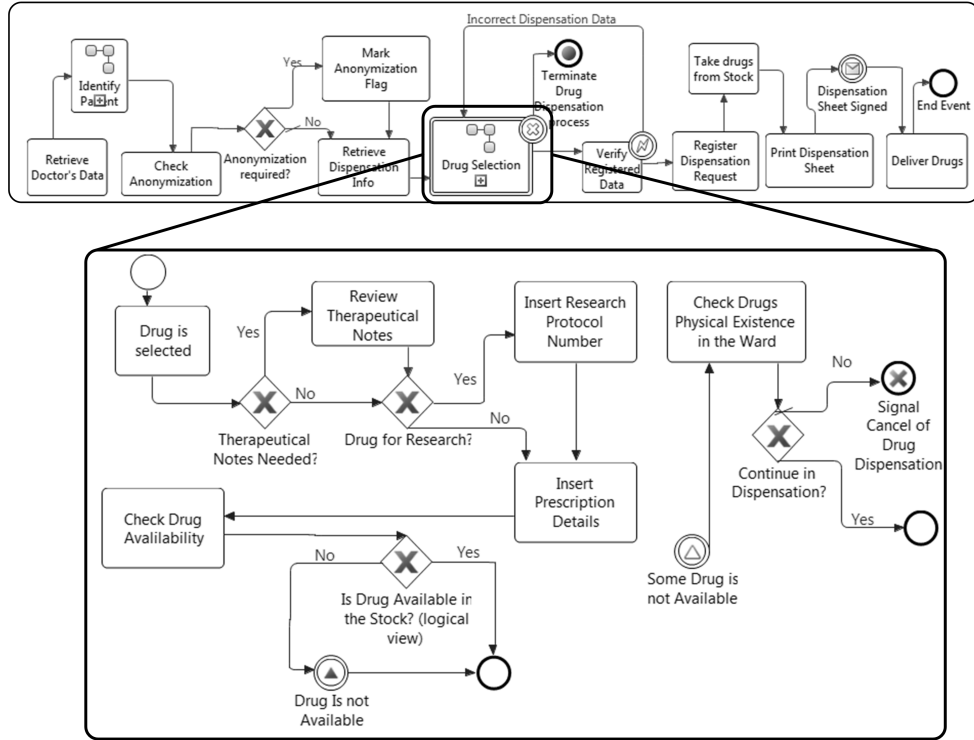 Incorrect Dispensation Data
Identify
Patient
Retrieve
Doctor's Data
Check
Anonymization
Yes
No
Anonymization
required?
Mark
Anonymization
Flag
Retrieve
Dispensation
Info
Drug Selection
Terminate
Drug
Dispensation
process
Verify
Registered
Data
Register
Dispensation
Request
Take drugs
from Stock
Print Dispensation
Sheet
Dispensation
Sheet Signed
Deliver Drugs
End Event
Drug is
selected
Yes
No
Therapeutical
Notes Needed?
Review
Therapeutical
Notes
Yes
No
Drug for Research?
Insert Research
Protocol
Number
Insert
Prescription
Details
Check Drug
Availilability
No
Yes
Is Drug Available in
the Stock? (logical
view)
Drug Is not
Available
Check Drugs
Physical Existence
in the Ward
Some Drug is
not Available
No
Continue in
Dispensation?
Yes
Signal
Cancel of
Drug
Dispensation